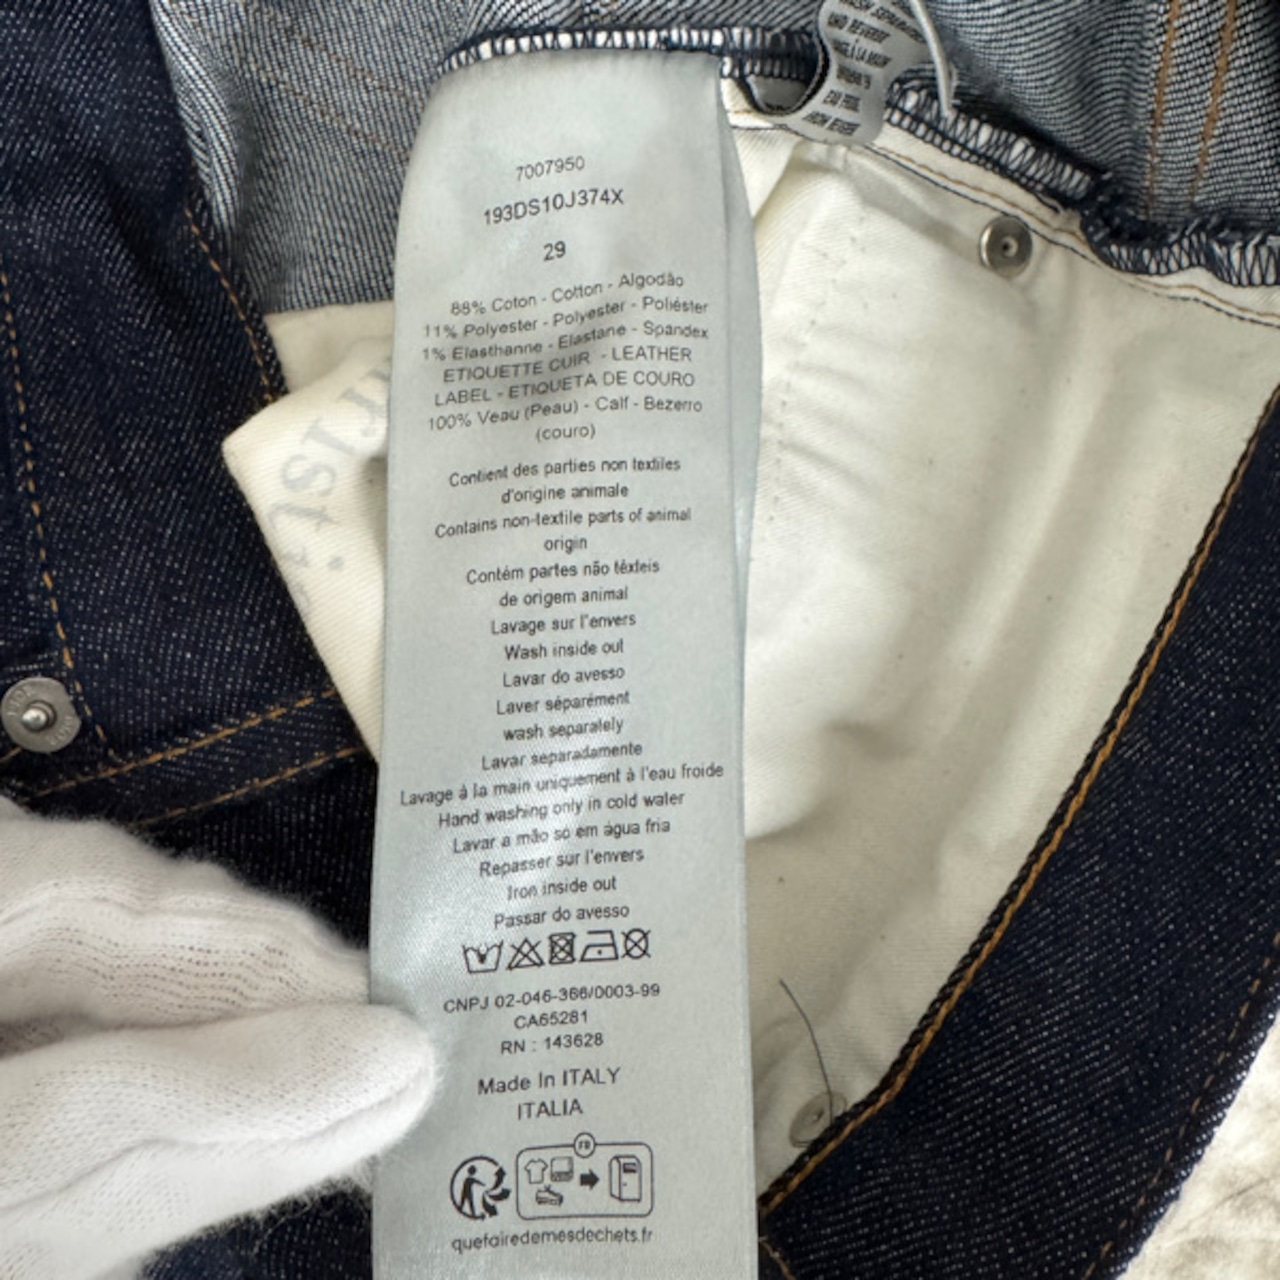 7007950
193DS10J374X
29
88% Coton - Cotton - Algodão
11% Polyester - Polyester - Poliéster
1% Elasthanne - Elastane - Spandex
ETIQUETTE CUIR - LEATHER
LABEL - ETIQUETA DE COURO
100% Veau (Peau) - Calf - Bezerro
(couro)
Contient des parties non textiles
d'origine animale
Contains non-textile parts of animal
origin
Contém partes não têxteis
de origem animal
Lavage sur l'envers
Wash inside out
Lavar do avesso
Laver séparément
wash separately
Lavar separadamente
Lavage à la main uniquement à l'eau froide
Hand washing only in cold water
Lavar a mão so em água fria
Repasser sur l'envers
Iron inside out
Passar do avesso
CNPJ 02-046-366/0003-99
CA65281
RN : 143628
Made In ITALY
ITALIA
FR
quefairedemesdechets.fr